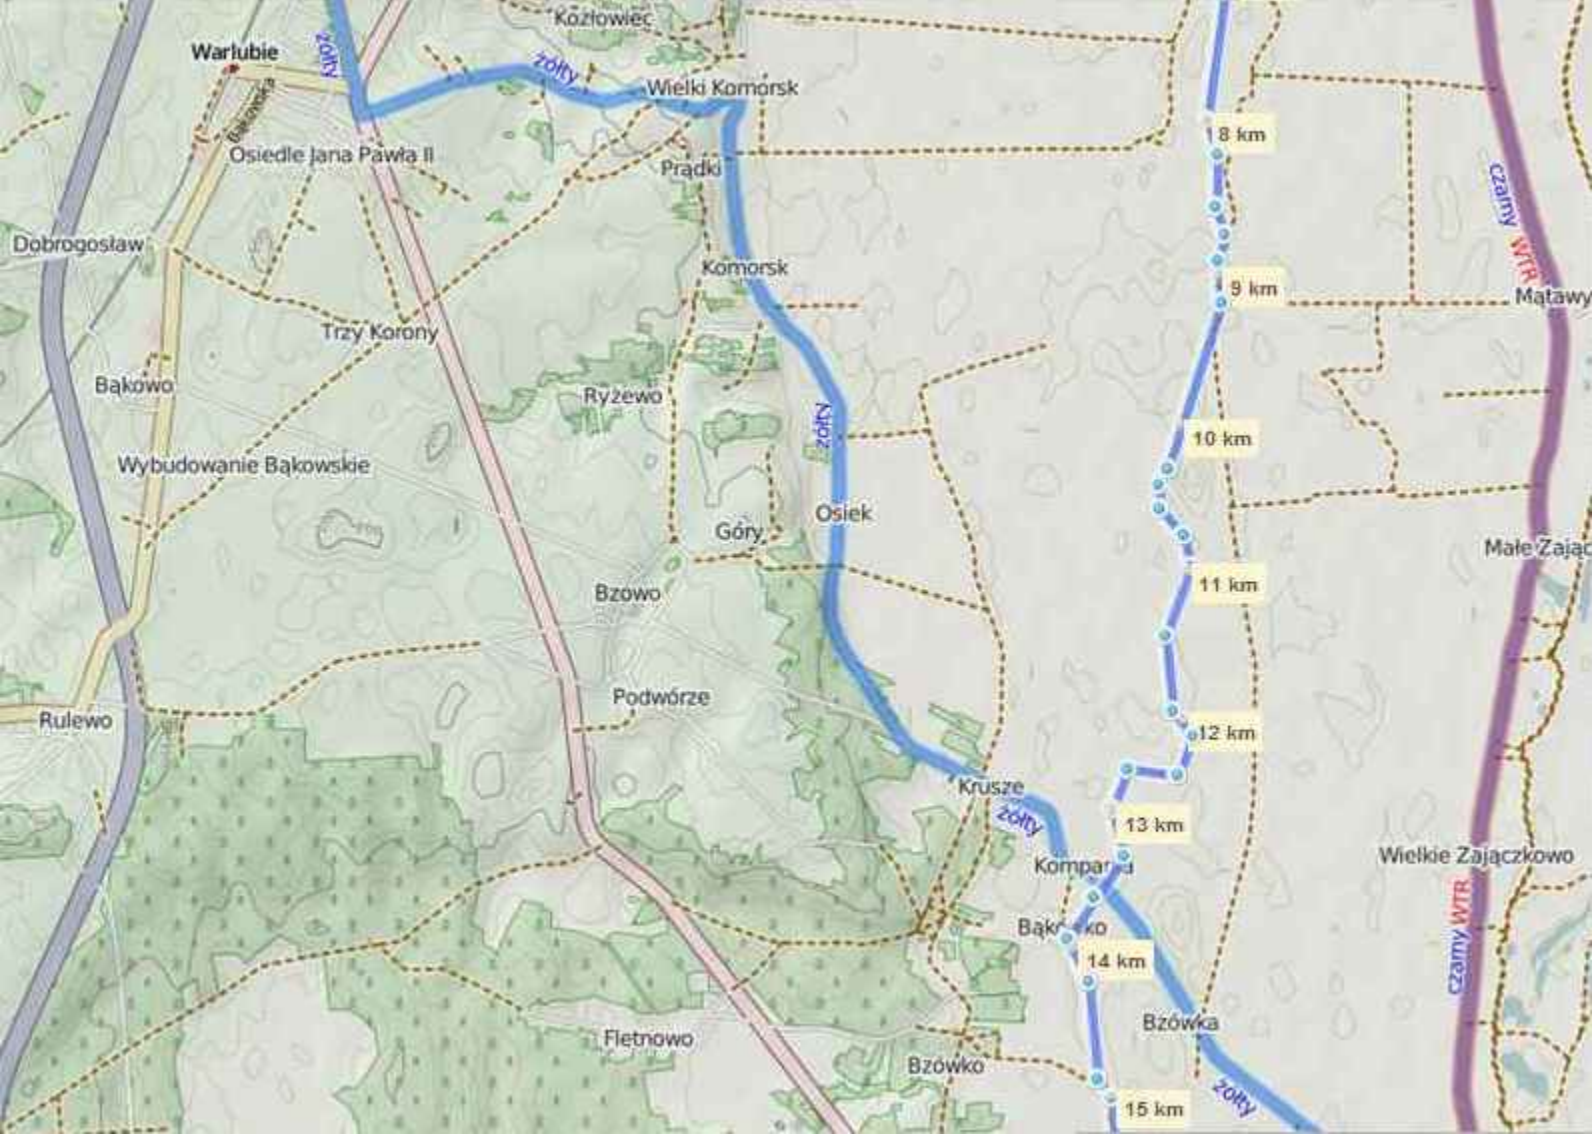 Kozłowiec
Warlubie
żółty
żółty
Wielki Komorsk
Bąkowska
8 km
Osiedle Jana Pawła II
Prądki
czarny WTR
Dobrogosław
Komorsk
9 km
Mątawy
Trzy Korony
Bąkowo
Ryżewo
żółty
10 km
Wybudowanie Bąkowskie
Osiek
Góry
Małe Zając
11 km
Bzowo
Podwórze
Rulewo
12 km
Krusze
żółty
13 km
Wielkie Zajączkowo
czarny WTR
14 km
Bzówka
Fletnowo
Bzówko
żółty
15 km